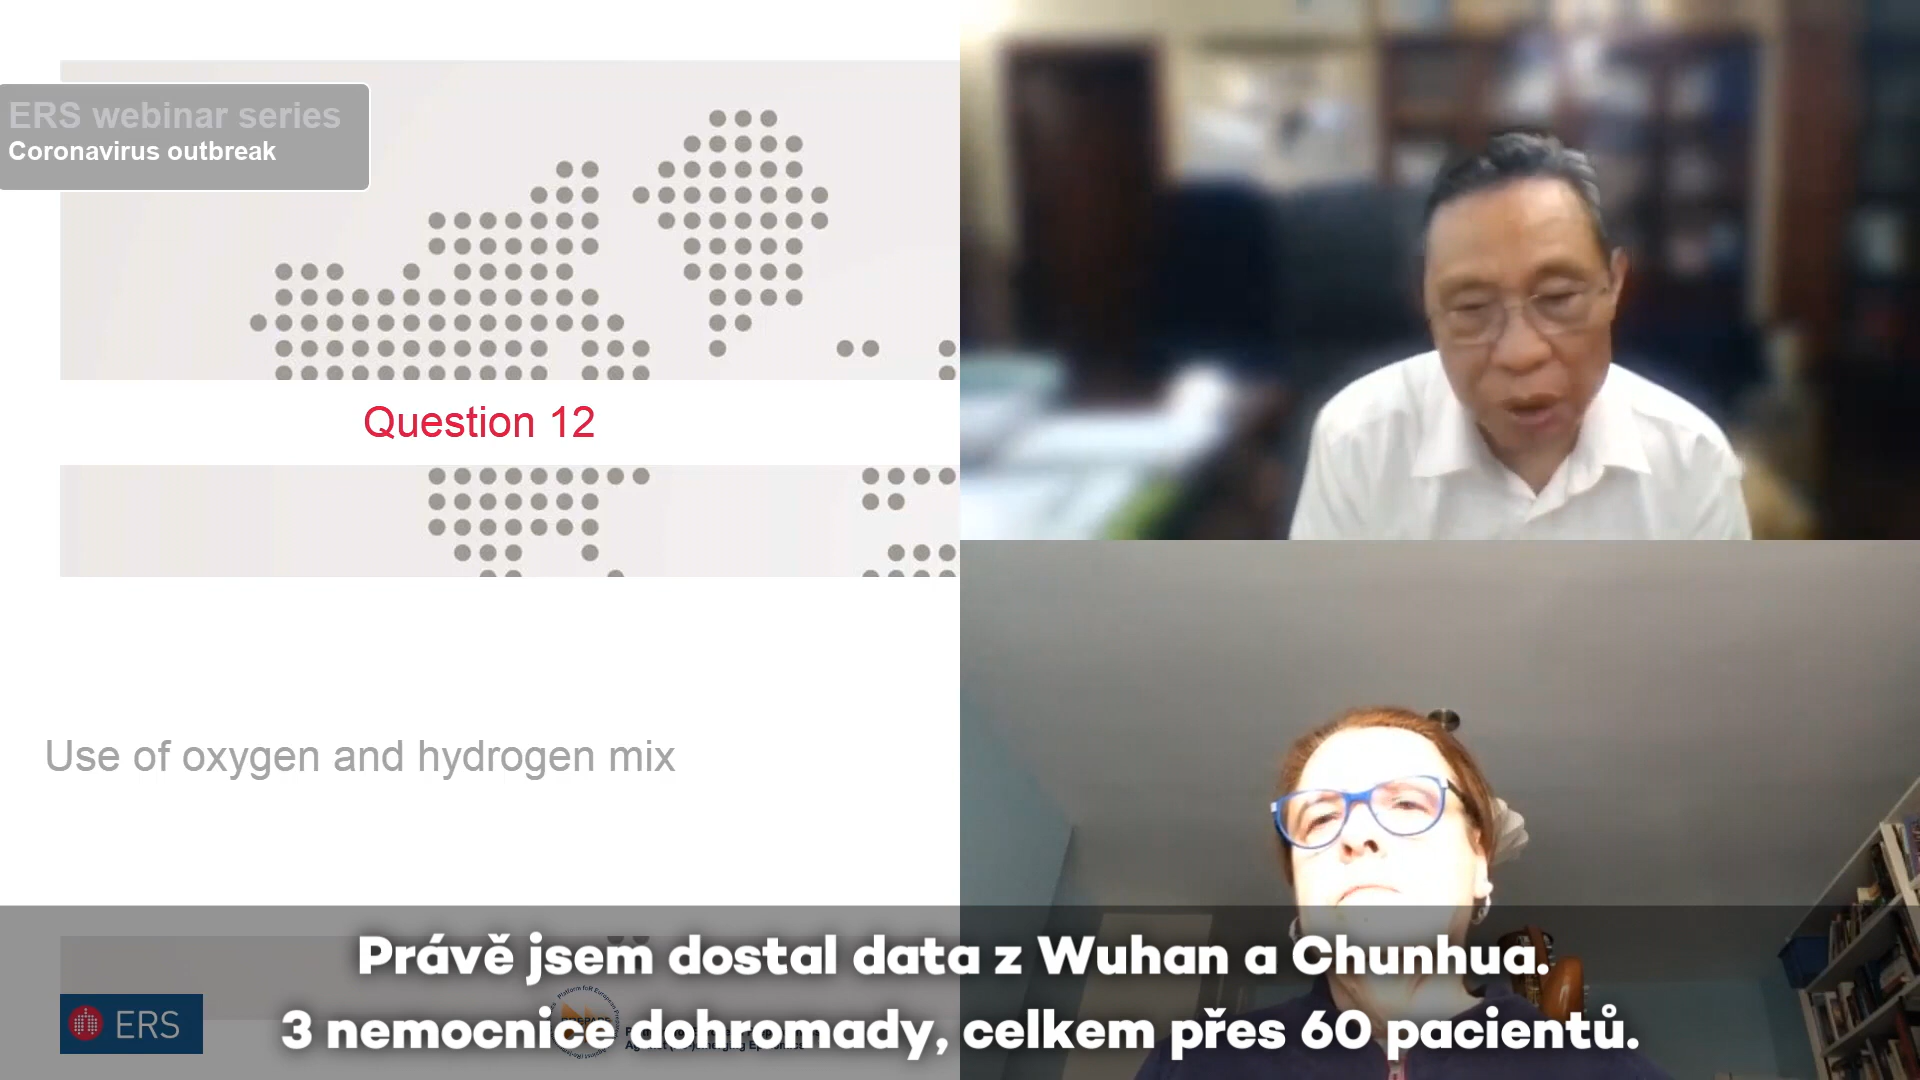 ERS webinar series
Coronavirus outbreak
Question 12
Use of oxygen and hydrogen mix
Právě jsem dostal data z Wuhan a Chunhua.
3 nemocnice dohromady, celkem přes 60 pacientů.
ERS